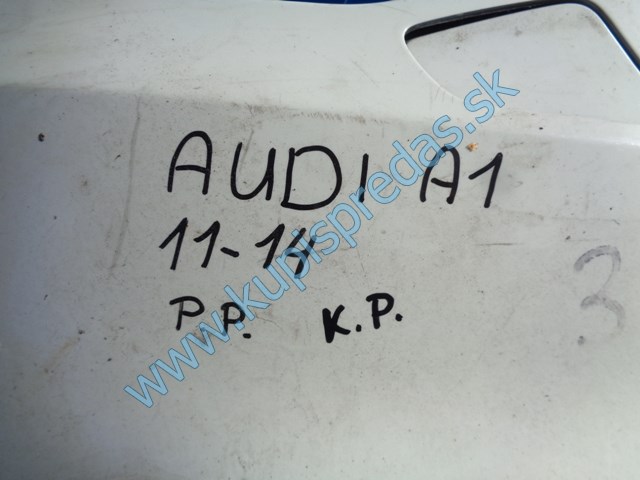 AUDI A1
11-14
P.P. K.P.
3
www.kupispredas.sk